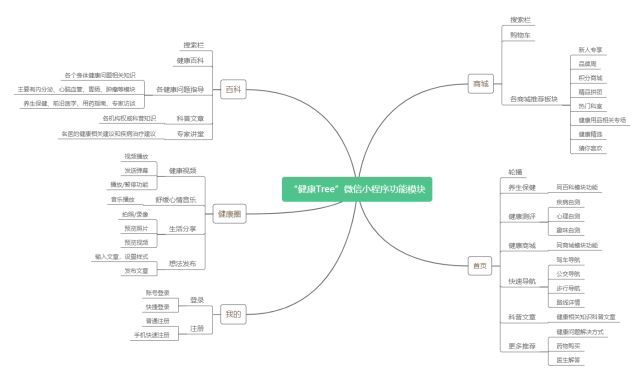 搜索栏
健康百科
各个身体健康问题相关知识
主要有内分泌、心脑血管、胃肠、肿瘤等模块
养生保健、前沿医学、用药指南、专家访谈
各健康问题指导
各机构权威科普知识
科普文章
名医的健康相关建议和疾病治疗建议
专家讲堂
百科
视频播放
发送弹幕
播放/暂停功能
健康视频
音乐播放
舒缓心情音乐
拍照/录像
预览照片
预览视频
生活分享
输入文章、设置样式
发布文章
想法发布
健康圈
账号登录
快捷登录
登录
普通注册
手机快速注册
注册
我的
“健康Tree”微信小程序功能模块
搜索栏
购物车
商城
各商城推荐板块
新人专享
品牌周
积分商城
精品拼团
热门科室
健康用品相关专场
健康精选
猜你喜欢
轮播
养生保健
同百科模块功能
健康测评
疾病自测
心理自测
趣味自测
健康商城
同商城模块功能
首页
快速导航
驾车导航
公交导航
步行导航
路线详情
科普文章
健康相关知识科普文章
更多推荐
健康问题解决方式
药物购买
医生解答